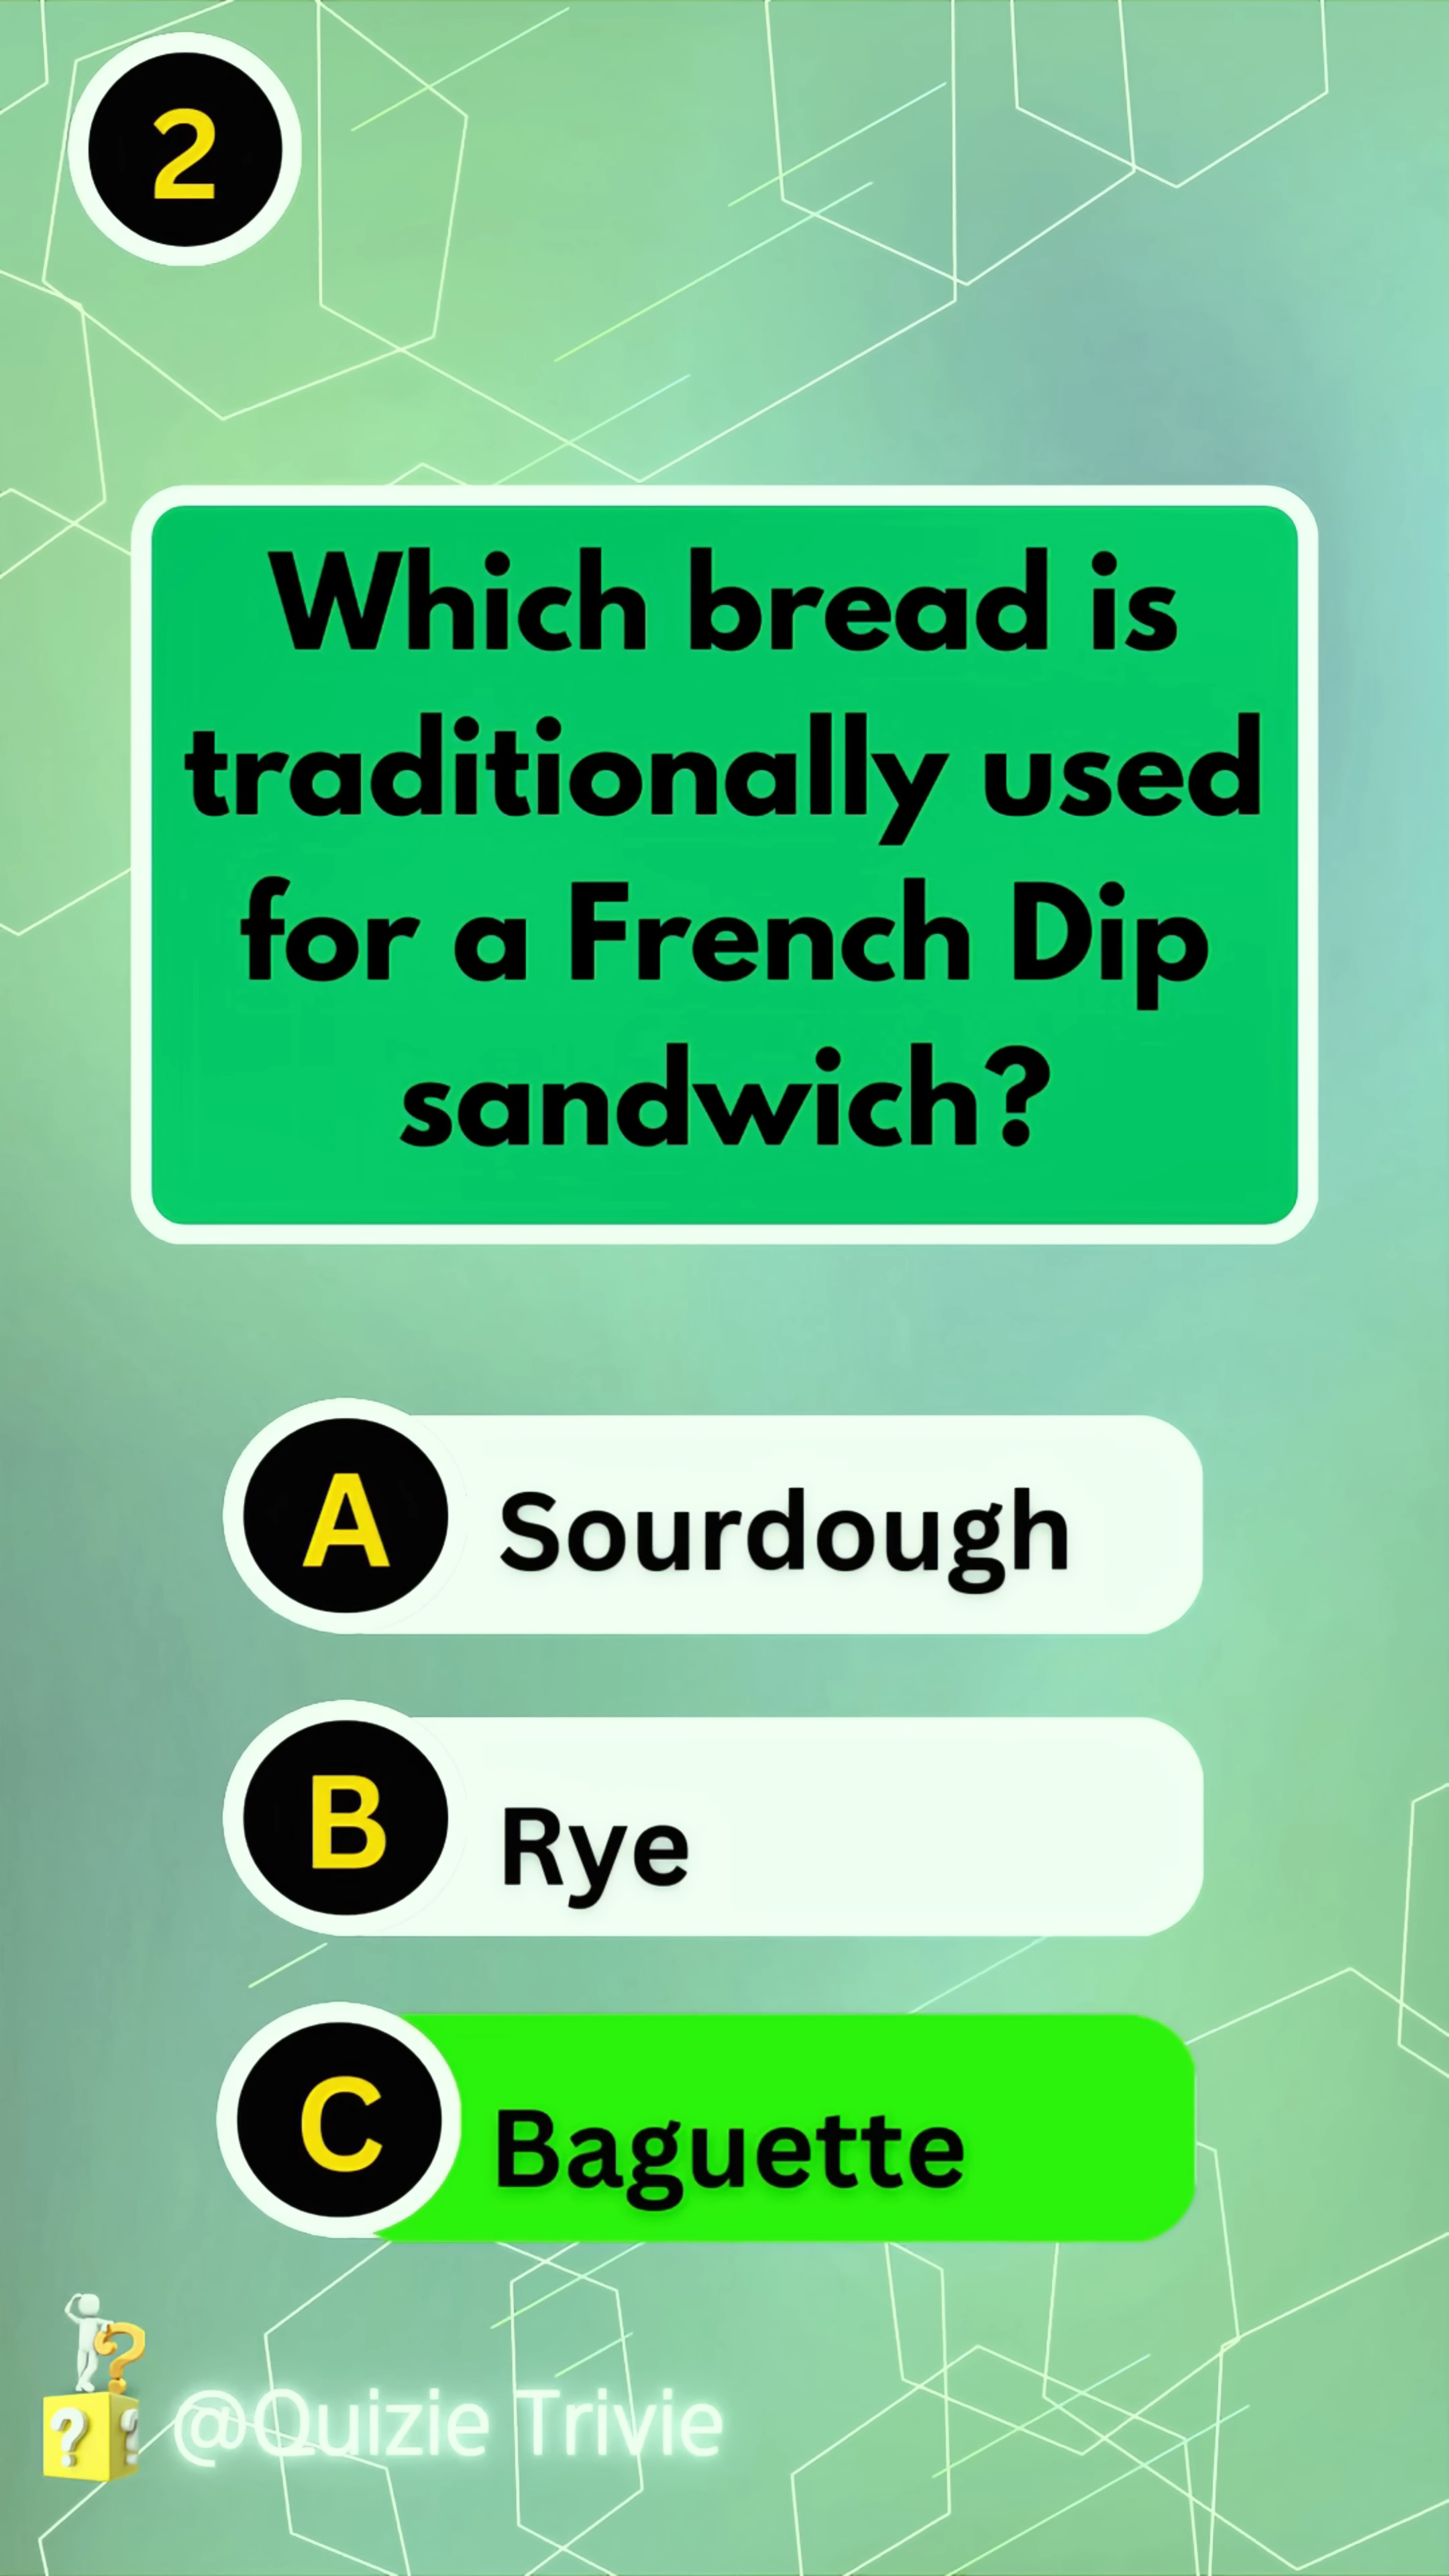 2
Which bread is
traditionally used
for a French Dip
sandwich?
A Sourdough
B Rye
C Baguette
? ? ?
@Quizie Trivie